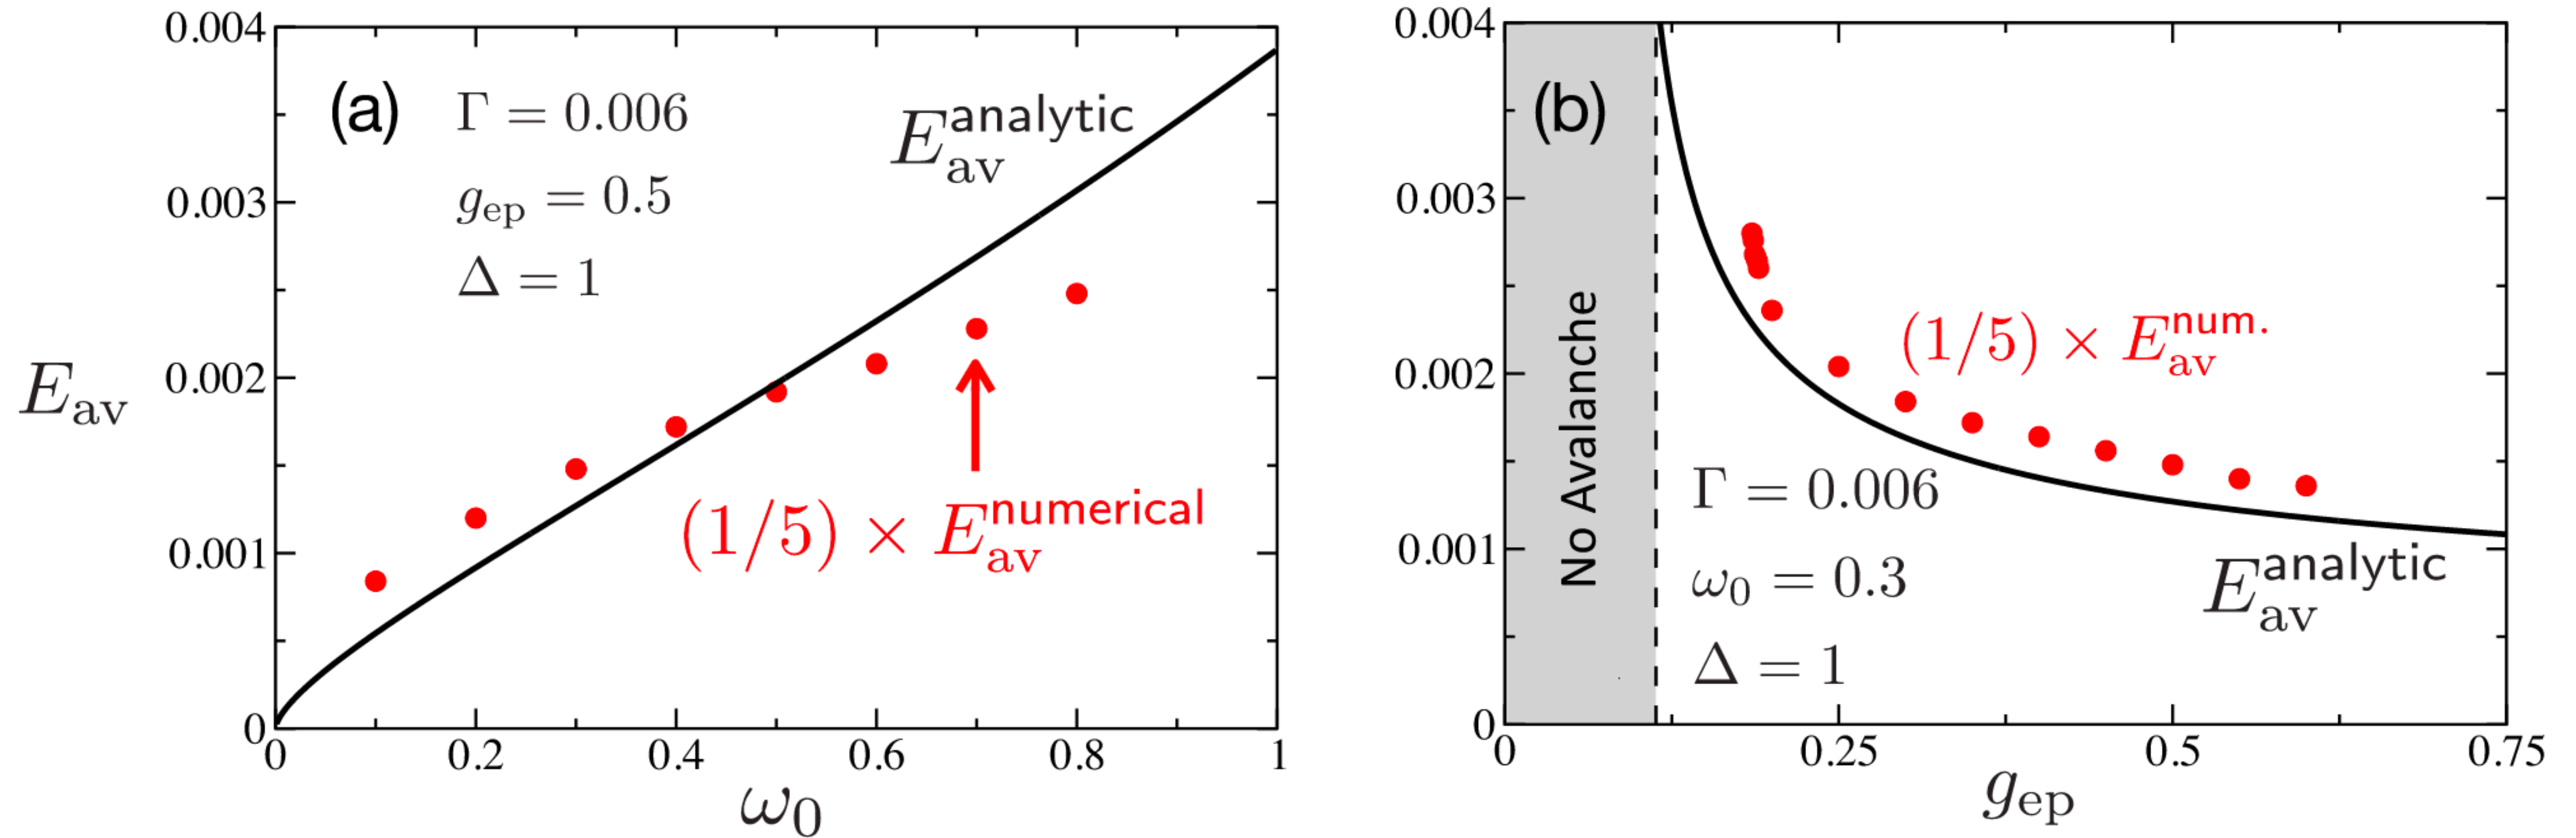 (a)
Γ = 0.006
g_ep = 0.5
Δ = 1
E_av^analytic
(1/5) × E_av^numerical
E_av
0.004
0.003
0.002
0.001
0
0
0.2
0.4
0.6
0.8
1
ω_0
(b)
No Avalanche
(1/5) × E_av^num.
Γ = 0.006
ω_0 = 0.3
Δ = 1
E_av^analytic
0.004
0.003
0.002
0.001
0
0
0.25
0.5
0.75
g_ep